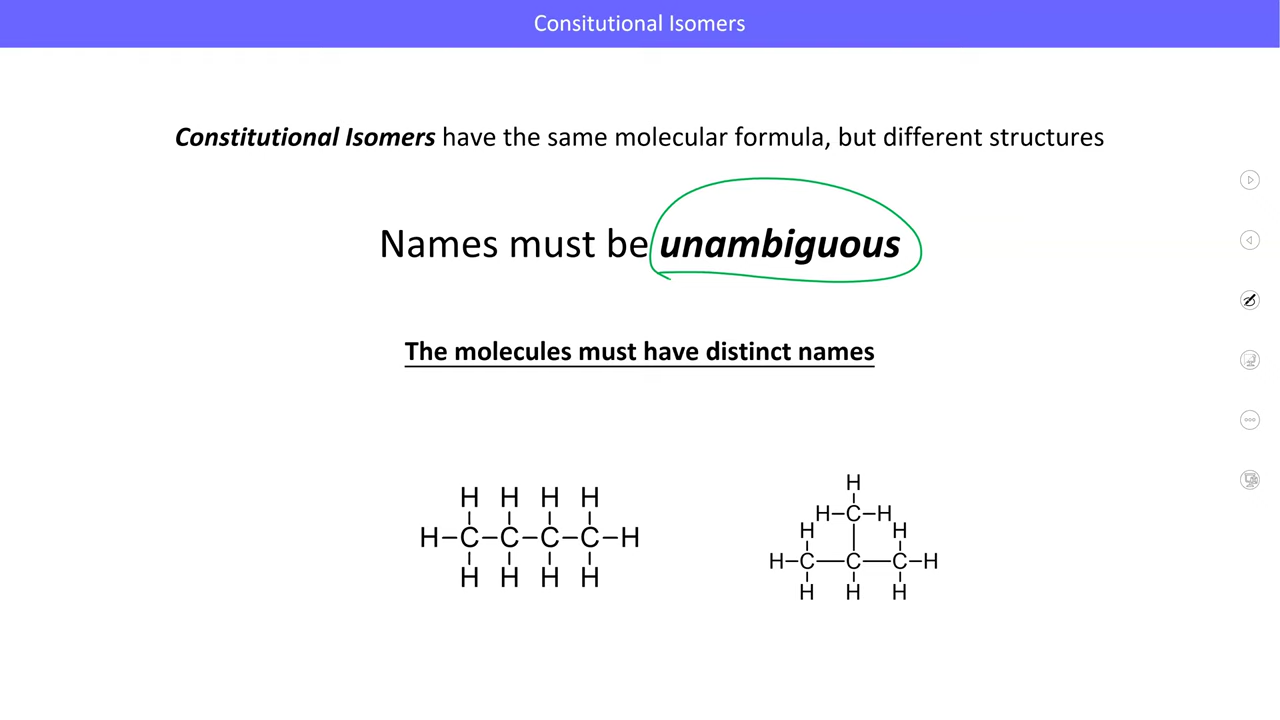 Consitutional Isomers
Constitutional Isomers have the same molecular formula, but different structures
Names must be unambiguous
The molecules must have distinct names
H H H H
H-C-C-C-C-H
H H H H
H
H-C-H
H H
H-C-C-C-H
H H H